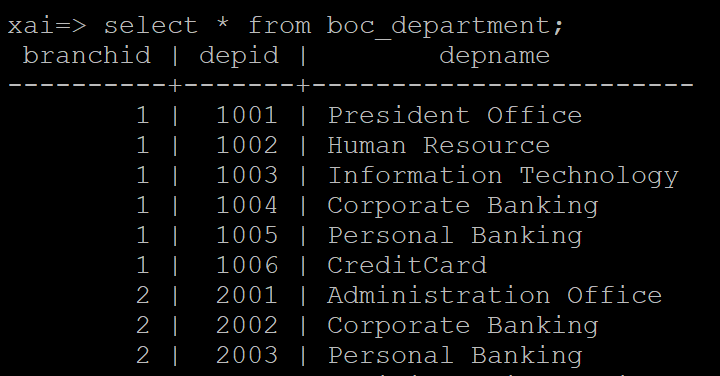 xai=> select * from boc_department;
branchid | depid | depname
----------+-------+------------------------
1 | 1001 | President Office
1 | 1002 | Human Resource
1 | 1003 | Information Technology
1 | 1004 | Corporate Banking
1 | 1005 | Personal Banking
1 | 1006 | CreditCard
2 | 2001 | Administration Office
2 | 2002 | Corporate Banking
2 | 2003 | Personal Banking